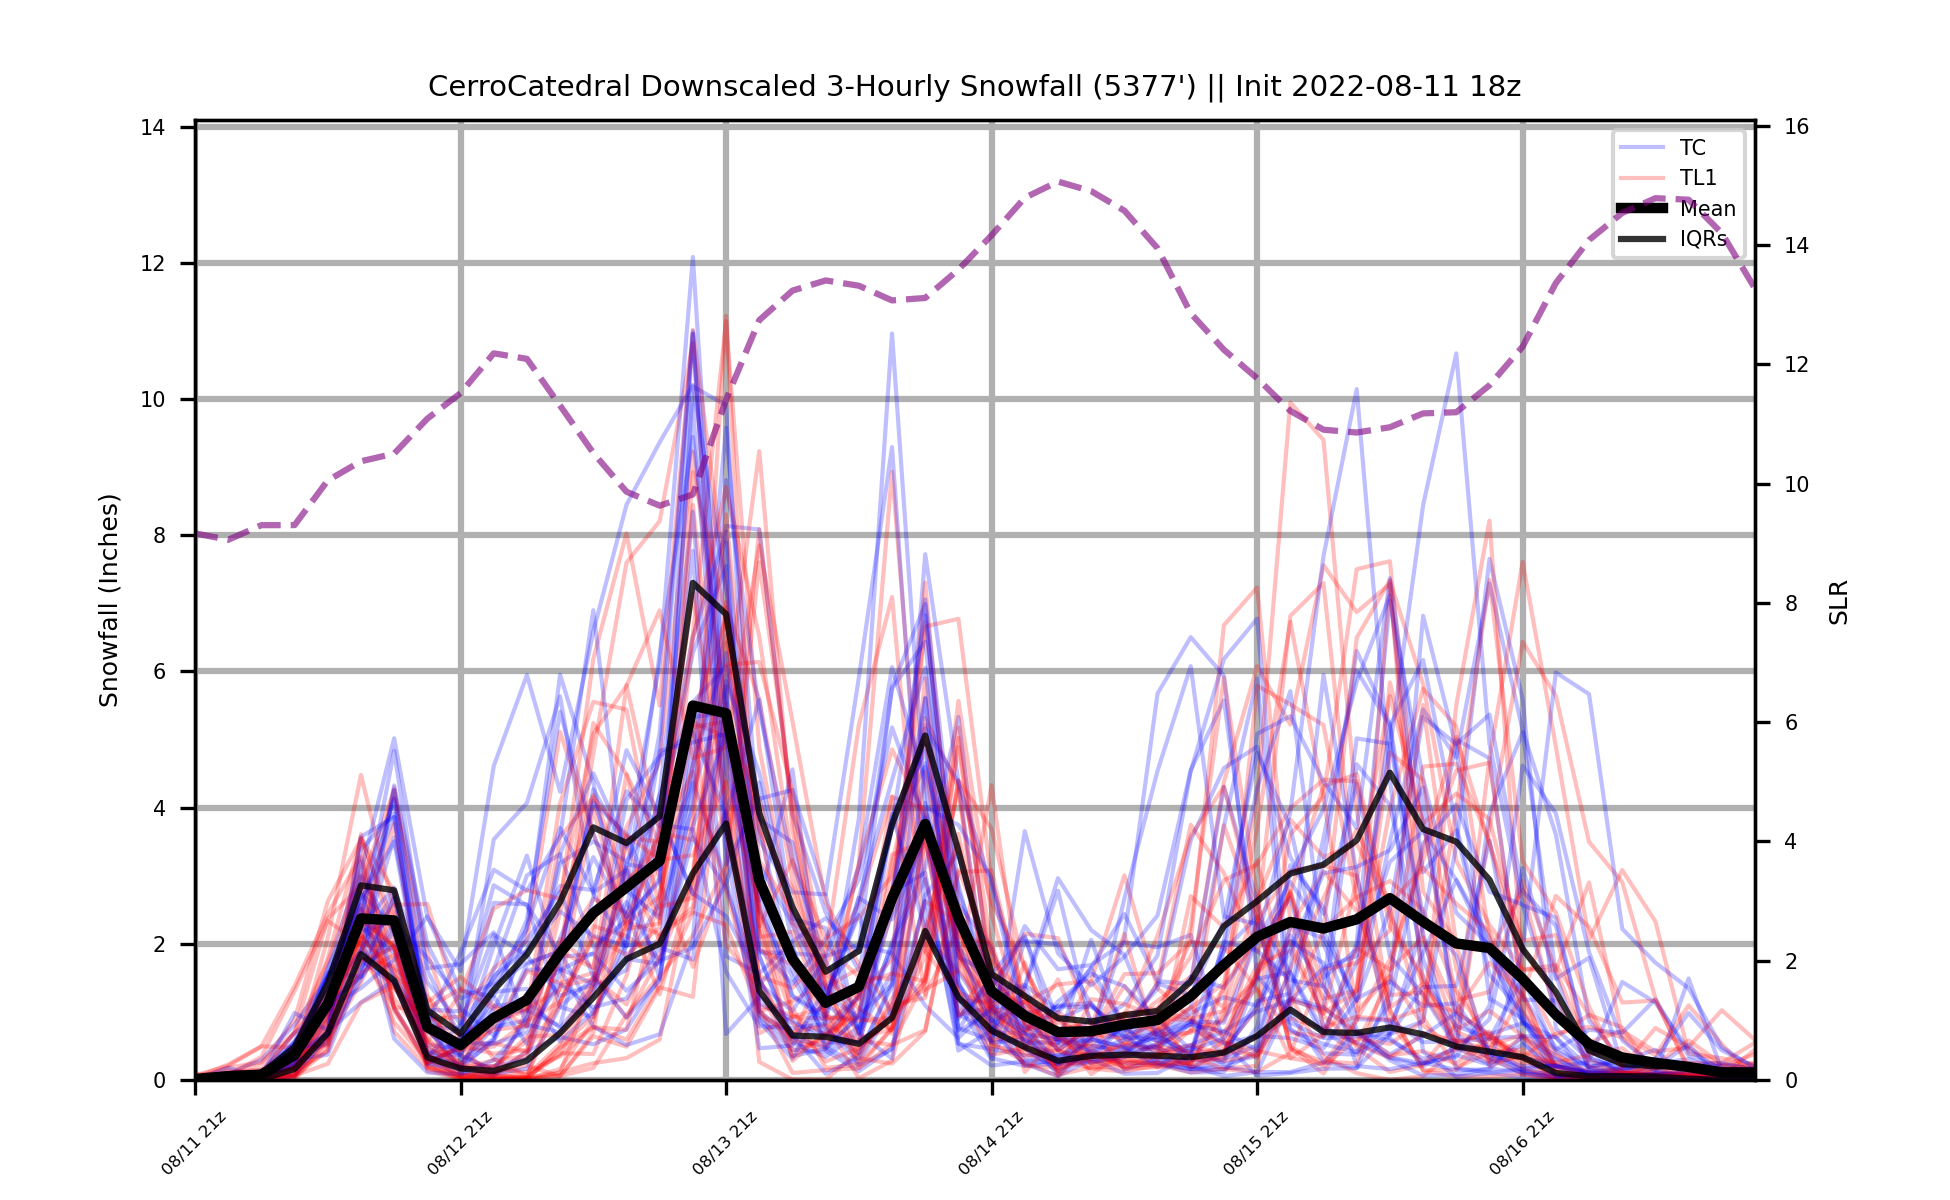 CerroCatedral Downscaled 3-Hourly Snowfall (5377') || Init 2022-08-11 18z
14
12
10
8
6
4
2
0
Snowfall (Inches)
16
14
12
10
8
6
4
2
0
SLR
TC
TL1
Mean
IQRs
08/11 21z
08/12 21z
08/13 21z
08/14 21z
08/15 21z
08/16 21z